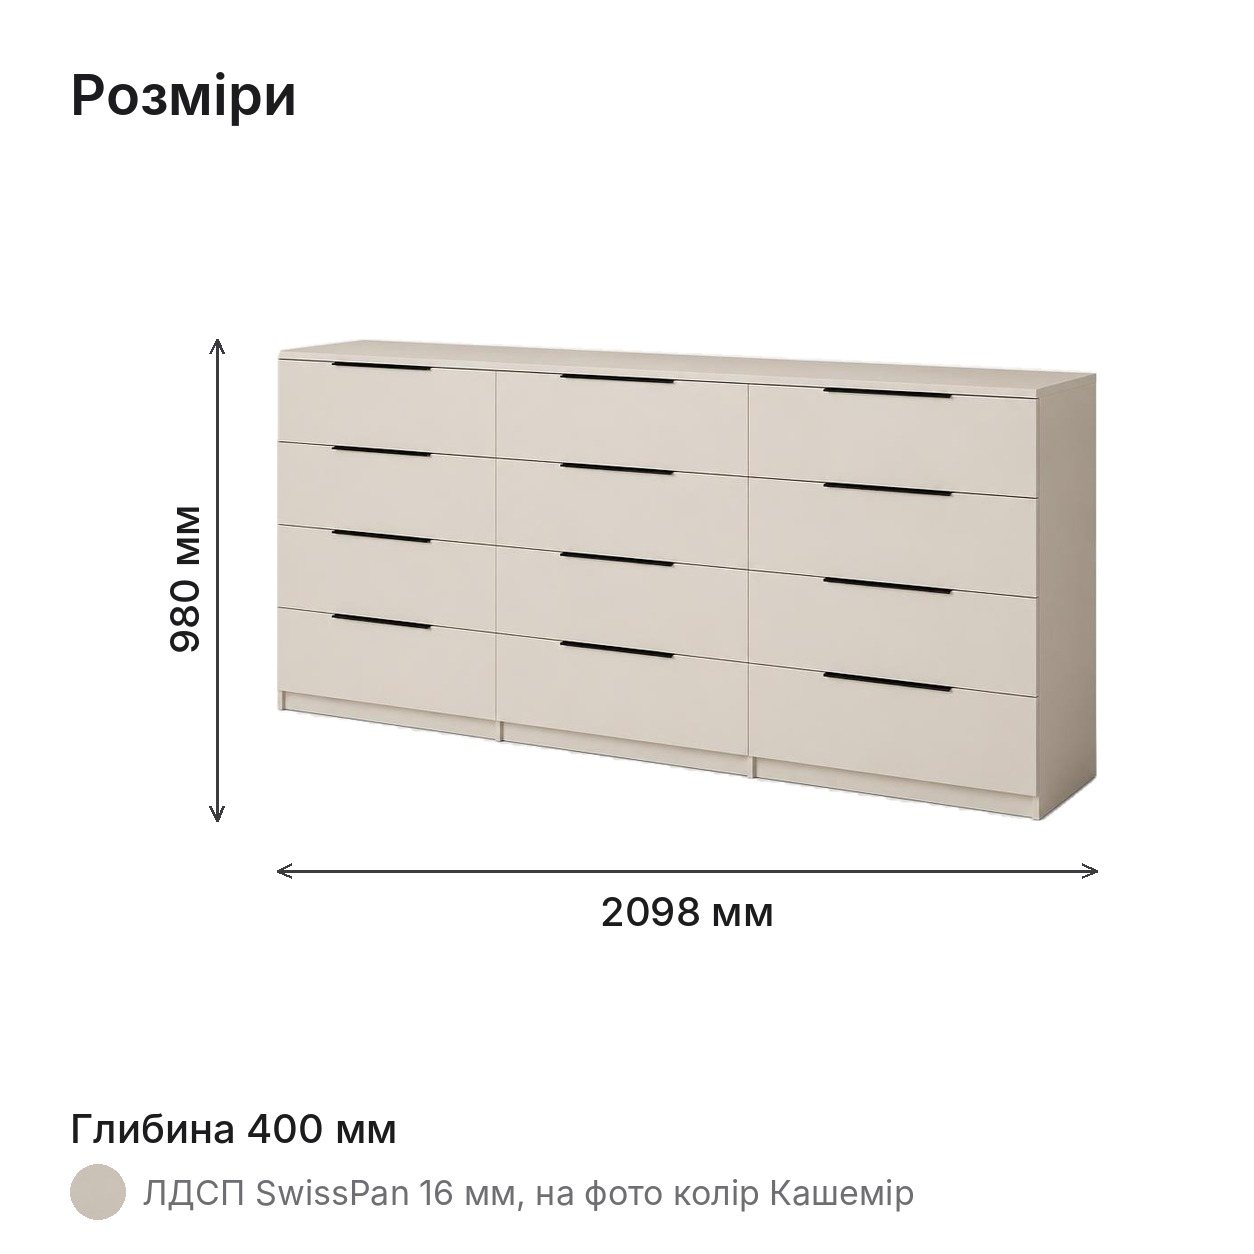 Розміри
980 мм
2098 мм
Глибина 400 мм
ЛДСП SwissPan 16 мм, на фото колір Кашемір